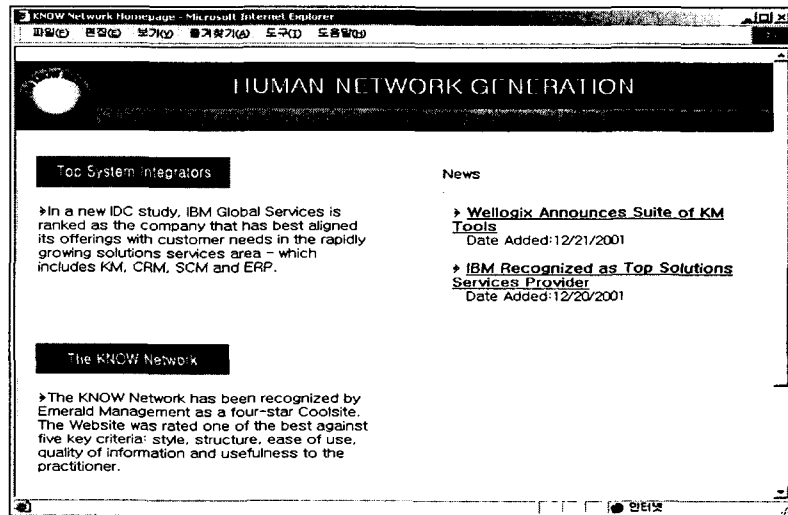 KNOW Network Homepage - Microsoft Internet Explorer
파일(F) 편집(E) 보기(V) 즐겨찾기(A) 도구(T) 도움말(H)
HUMAN NETWORK GENERATION
Top System Integrators
In a new IDC study, IBM Global Services is
ranked as the company that has best aligned
its offerings with customer needs in the rapidly
growing solutions services area - which
includes KM, CRM, SCM and ERP.
The KNOW Network
The KNOW Network has been recognized by
Emerald Management as a four-star Coolsite.
The Website was rated one of the best against
five key criteria: style, structure, ease of use,
quality of information and usefulness to the
practitioner.
News
Wellogix Announces Suite of KM
Tools
Date Added:12/21/2001
IBM Recognized as Top Solutions
Services Provider
Date Added:12/20/2001
인터넷